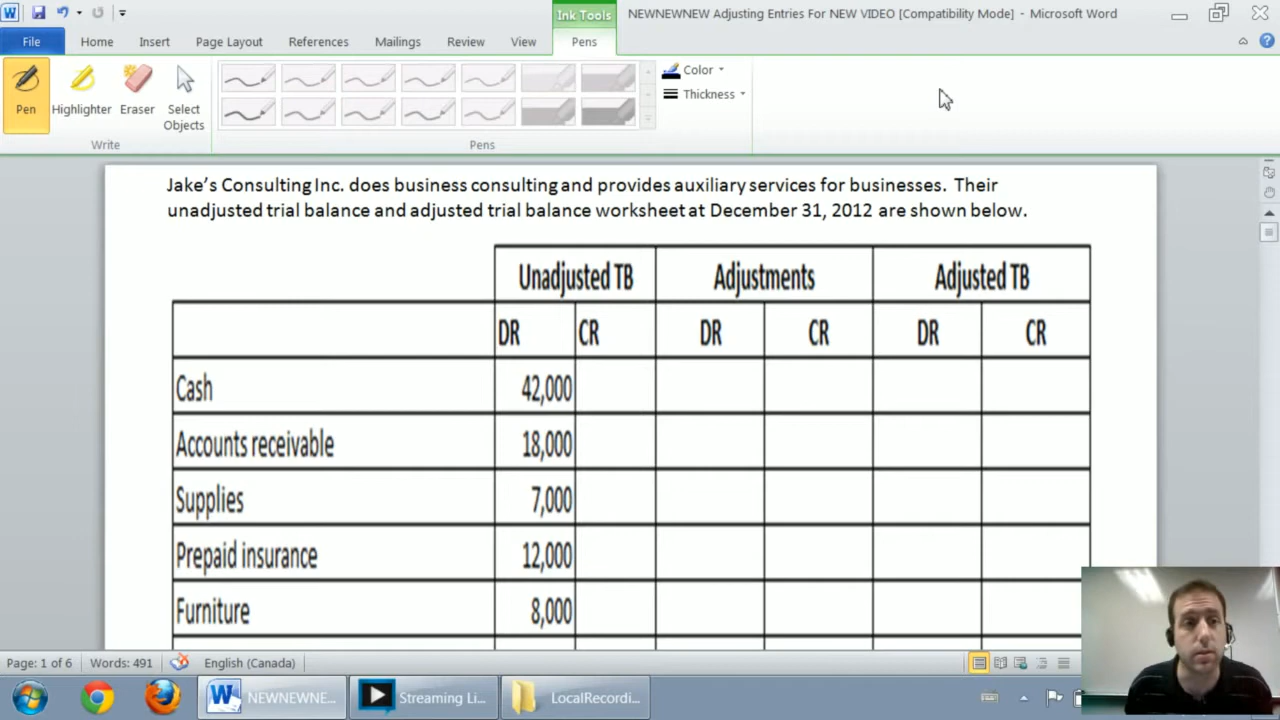 NEWNEWNEW Adjusting Entries For NEW VIDEO [Compatibility Mode] - Microsoft Word
Ink Tools
File Home Insert Page Layout References Mailings Review View Pens
Pen Highlighter Eraser Select Objects
Color
Thickness
Write Pens
Jake's Consulting Inc. does business consulting and provides auxiliary services for businesses. Their
unadjusted trial balance and adjusted trial balance worksheet at December 31, 2012 are shown below.
Unadjusted TB Adjustments Adjusted TB
DR CR DR CR DR CR
Cash 42,000
Accounts receivable 18,000
Supplies 7,000
Prepaid insurance 12,000
Furniture 8,000
Page: 1 of 6 Words: 491 English (Canada)
NEWNEWNE... Streaming Li... LocalRecordi...